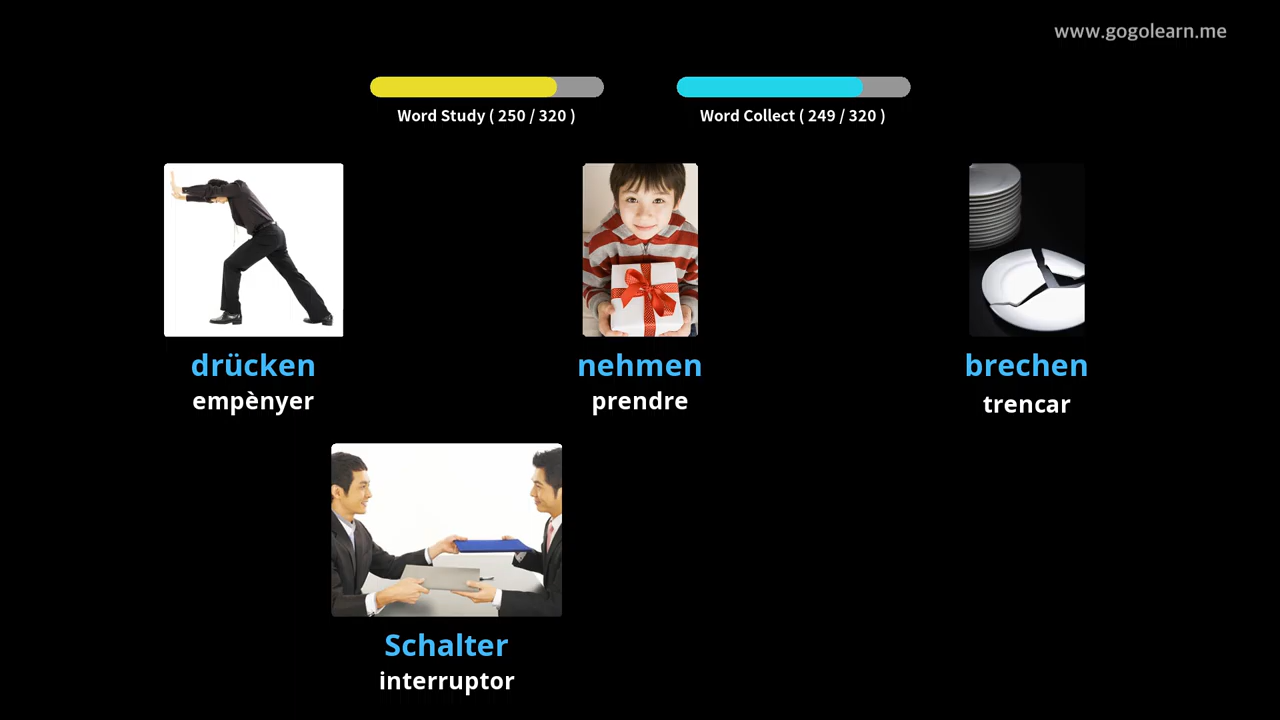 www.gogolearn.me
Word Study ( 250 / 320 )
Word Collect ( 249 / 320 )
drücken
empènyer
nehmen
prendre
brechen
trencar
Schalter
interruptor